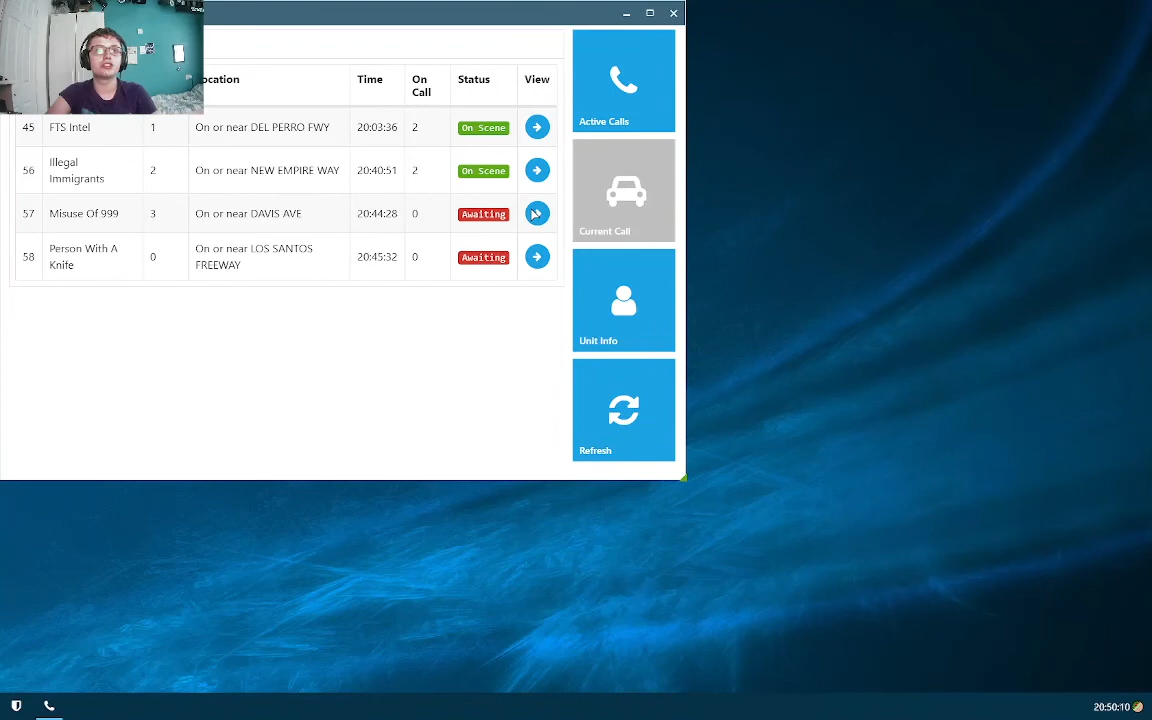 ocation Time On Call Status View
45 FTS Intel 1 On or near DEL PERRO FWY 20:03:36 2 On Scene
56 Illegal Immigrants 2 On or near NEW EMPIRE WAY 20:40:51 2 On Scene
57 Misuse Of 999 3 On or near DAVIS AVE 20:44:28 0 Awaiting
58 Person With A Knife 0 On or near LOS SANTOS FREEWAY 20:45:32 0 Awaiting
Active Calls
Current Call
Unit Info
Refresh
20:50:10